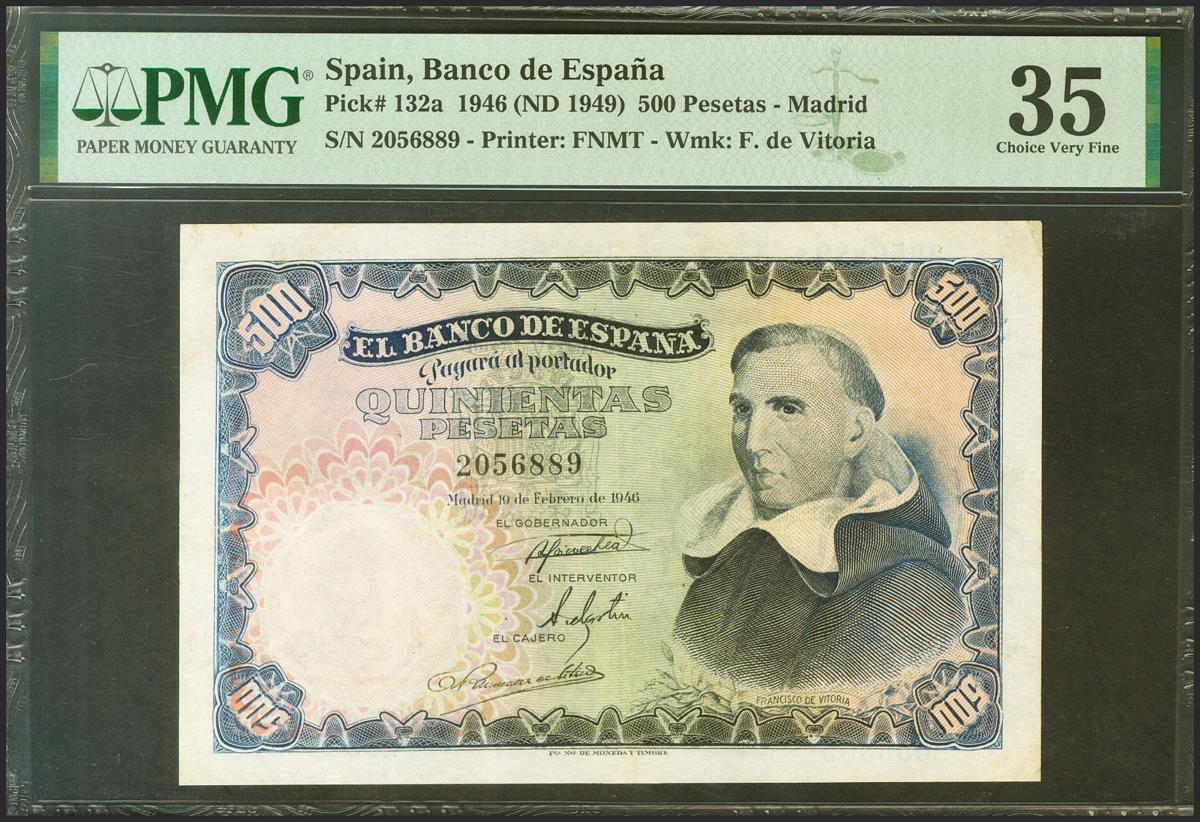 PMG®
PAPER MONEY GUARANTY
Spain, Banco de España
Pick# 132a 1946 (ND 1949) 500 Pesetas - Madrid
S/N 2056889 - Printer: FNMT - Wmk: F. de Vitoria
35
Choice Very Fine
500
500
EL BANCO DE ESPAÑA
Pagará al portador
QUINIENTAS
PESETAS
2056889
Madrid 19 de Febrero de 1946
EL GOBERNADOR
EL INTERVENTOR
EL CAJERO
FRANCISCO DE VITORIA
500
500
Fca Nal DE MONEDA Y TIMBRE